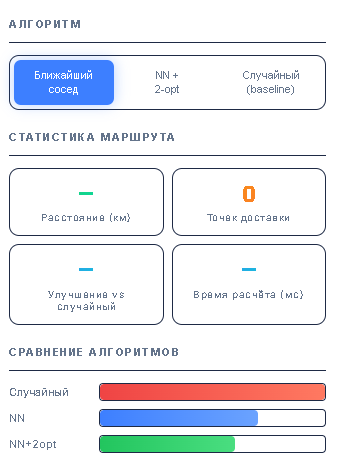 АЛГОРИТМ
Ближайший
сосед
NN +
2-opt
Случайный
(baseline)
СТАТИСТИКА МАРШРУТА
—
Расстояние (км)
0
Точек доставки
—
Улучшение vs
случайный
—
Время расчёта (мс)
СРАВНЕНИЕ АЛГОРИТМОВ
Случайный
NN
NN+2opt